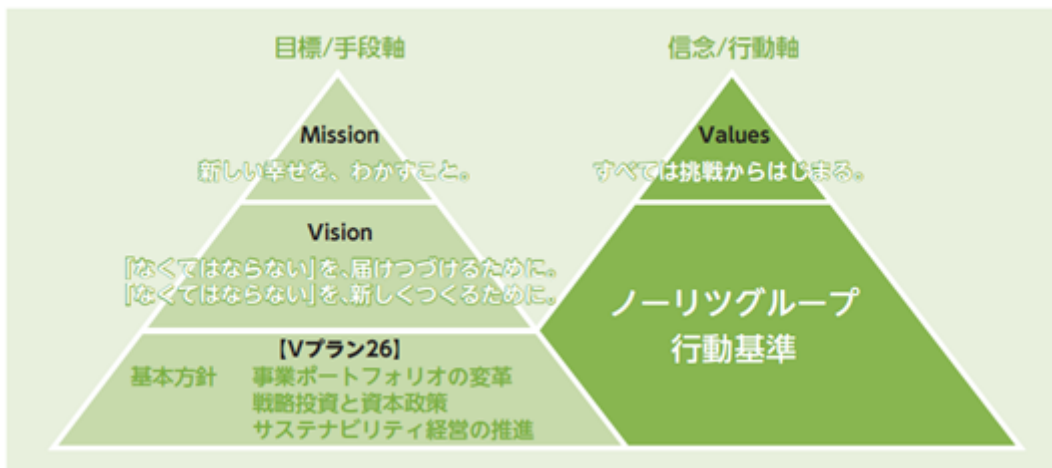 目標/手段軸
Mission
新しい幸せを、わかすこと。
Vision
「なくてはならない」を、届けつづけるために。
「なくてはならない」を、新しくつくるために。
【Vプラン26】
基本方針 事業ポートフォリオの変革
戦略投資と資本政策
サステナビリティ経営の推進
信念/行動軸
Values
すべては挑戦からはじまる。
ノーリツグループ
行動基準